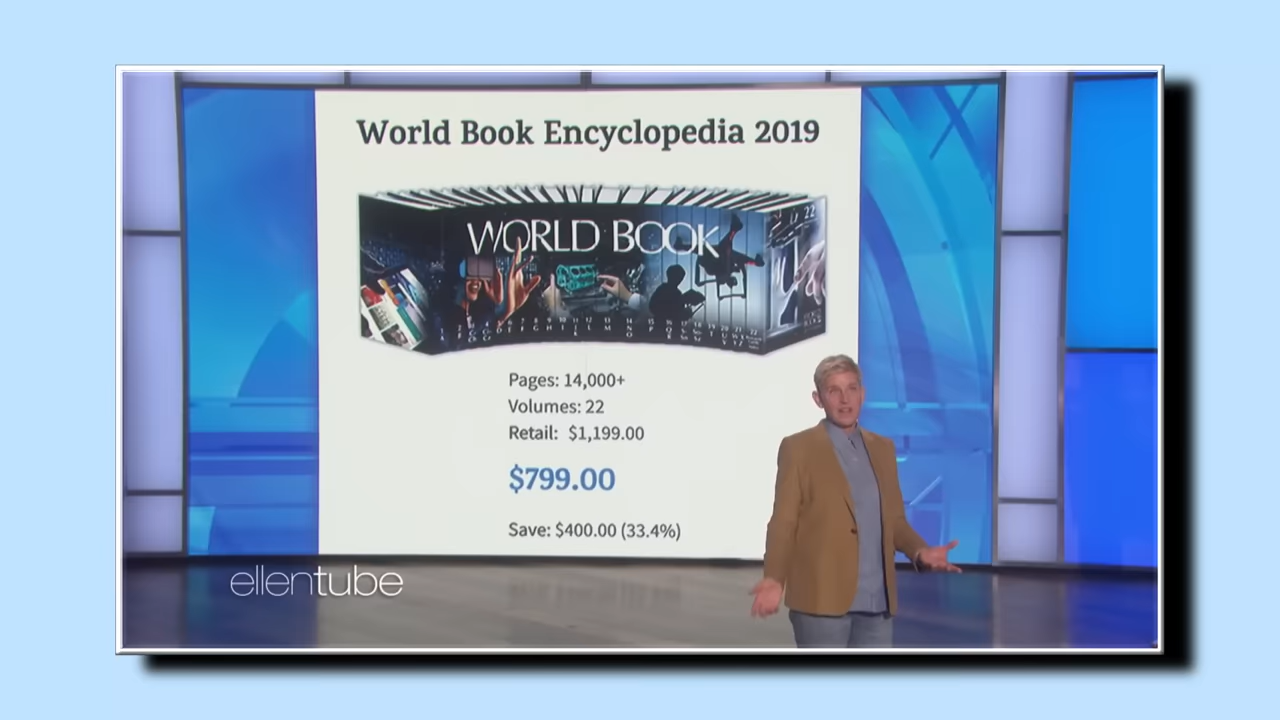 World Book Encyclopedia 2019
WORLD BOOK
22
Pages: 14,000+
Volumes: 22
Retail: $1,199.00
$799.00
Save: $400.00 (33.4%)
ellentube